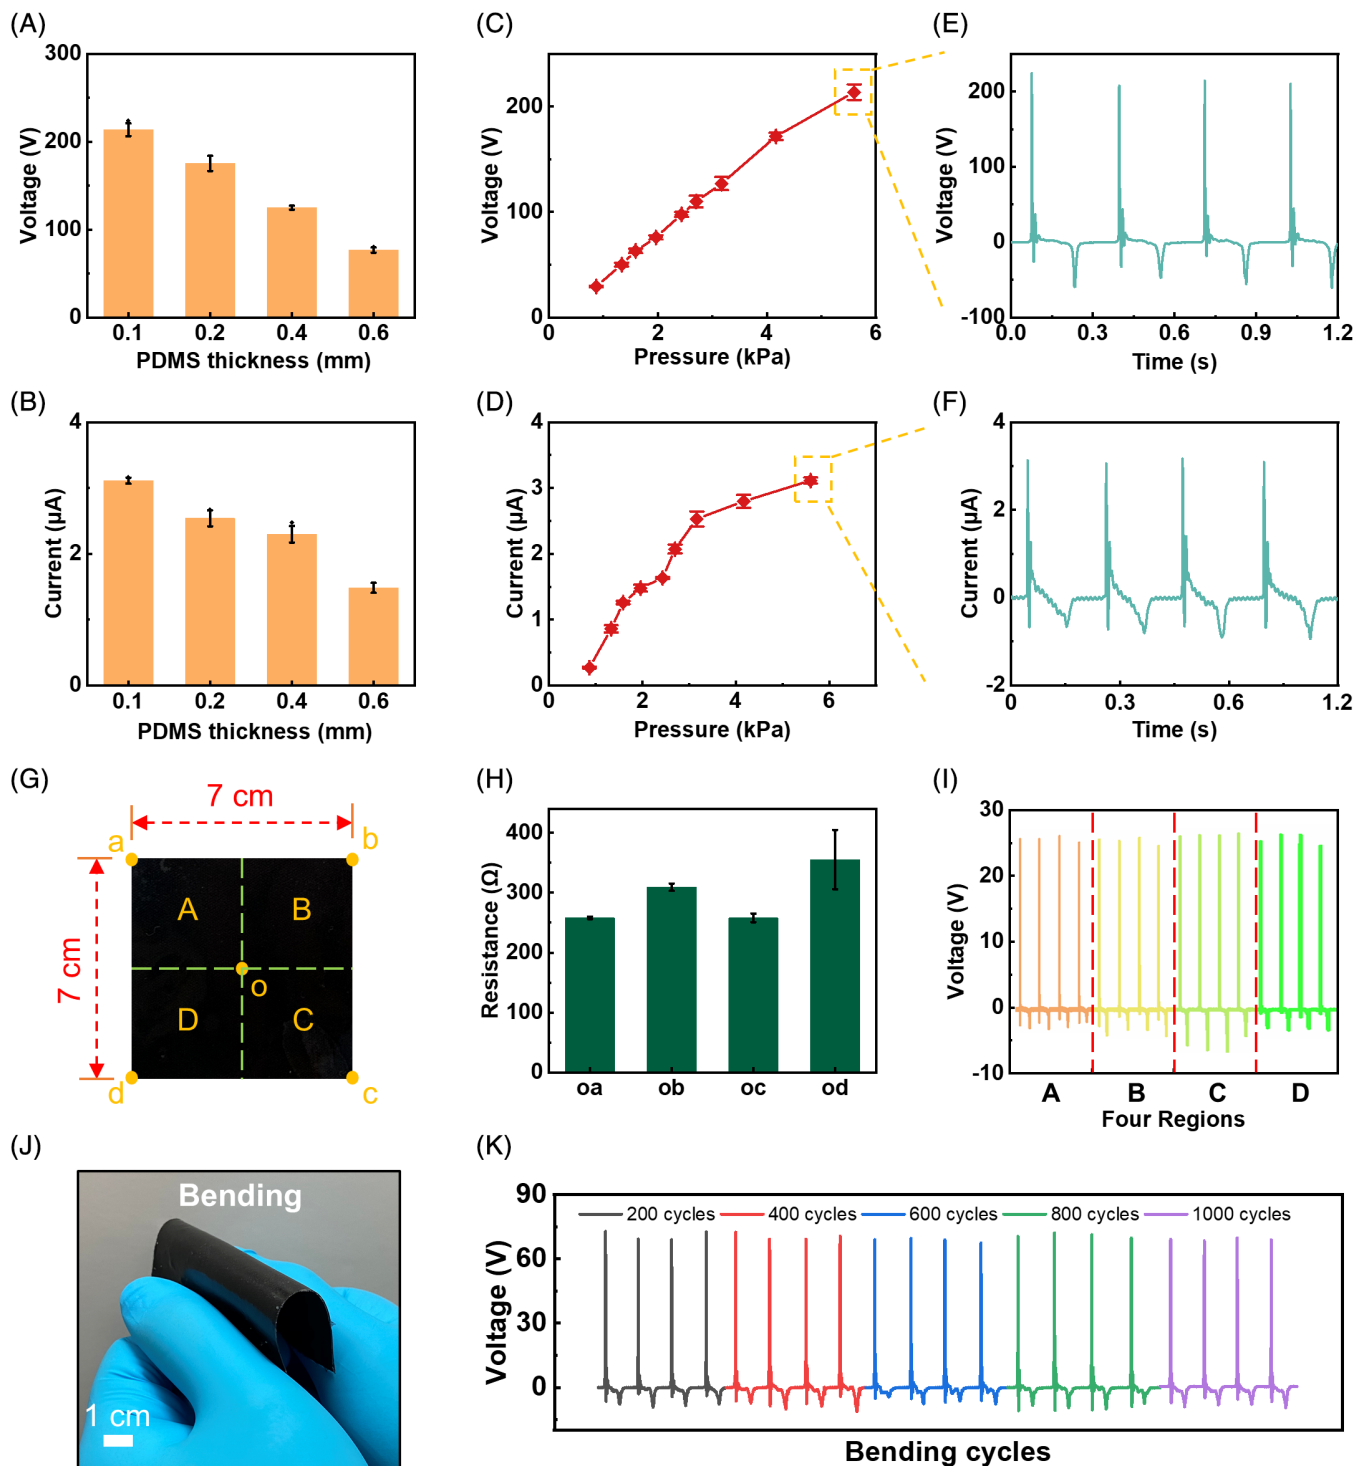 (A)
300
200
100
0
Voltage (V)
0.1 0.2 0.4 0.6
PDMS thickness (mm)
(C)
200
100
0
Voltage (V)
0 2 4 6
Pressure (kPa)
(E)
200
100
0
-100
Voltage (V)
0.0 0.3 0.6 0.9 1.2
Time (s)
(B)
4
2
0
Current (µA)
0.1 0.2 0.4 0.6
PDMS thickness (mm)
(D)
4
3
2
1
0
Current (µA)
0 2 4 6
Pressure (kPa)
(F)
4
2
0
-2
Current (µA)
0 0.3 0.6 1.2
Time (s)
(G)
7 cm
7 cm
a
b
A
B
o
D
C
d
c
(H)
400
300
200
100
0
Resistance (Ω)
oa ob oc od
(I)
30
20
10
0
-10
Voltage (V)
A B C D
Four Regions
(J)
Bending
1 cm
(K)
90
60
30
0
Voltage (V)
200 cycles 400 cycles 600 cycles 800 cycles 1000 cycles
Bending cycles